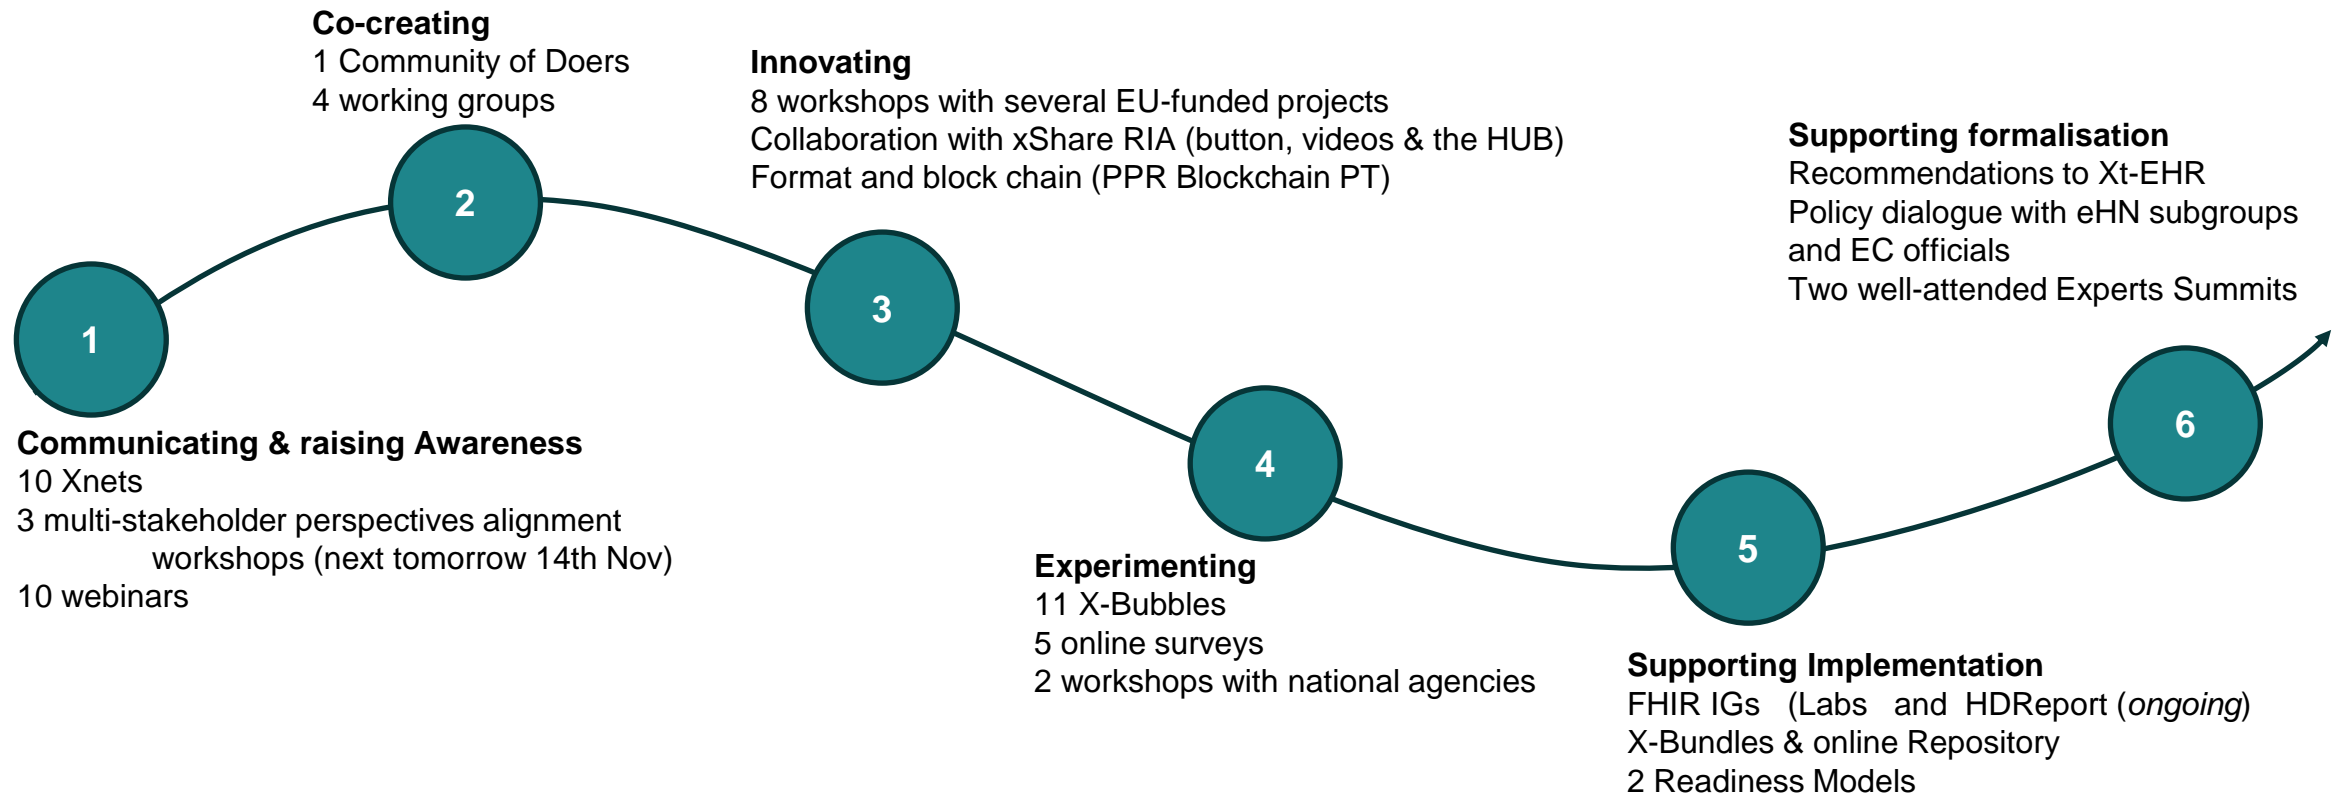 Co-creating
1 Community of Doers
4 working groups
2
Innovating
8 workshops with several EU-funded projects
Collaboration with xShare RIA (button, videos & the HUB)
Format and block chain (PPR Blockchain PT)
3
Supporting formalisation
Recommendations to Xt-EHR
Policy dialogue with eHN subgroups
and EC officials
Two well-attended Experts Summits
6
1
Communicating & raising Awareness
10 Xnets
3 multi-stakeholder perspectives alignment
workshops (next tomorrow 14th Nov)
10 webinars
4
Experimenting
11 X-Bubbles
5 online surveys
2 workshops with national agencies
5
Supporting Implementation
FHIR IGs (Labs and HDReport (ongoing)
X-Bundles & online Repository
2 Readiness Models